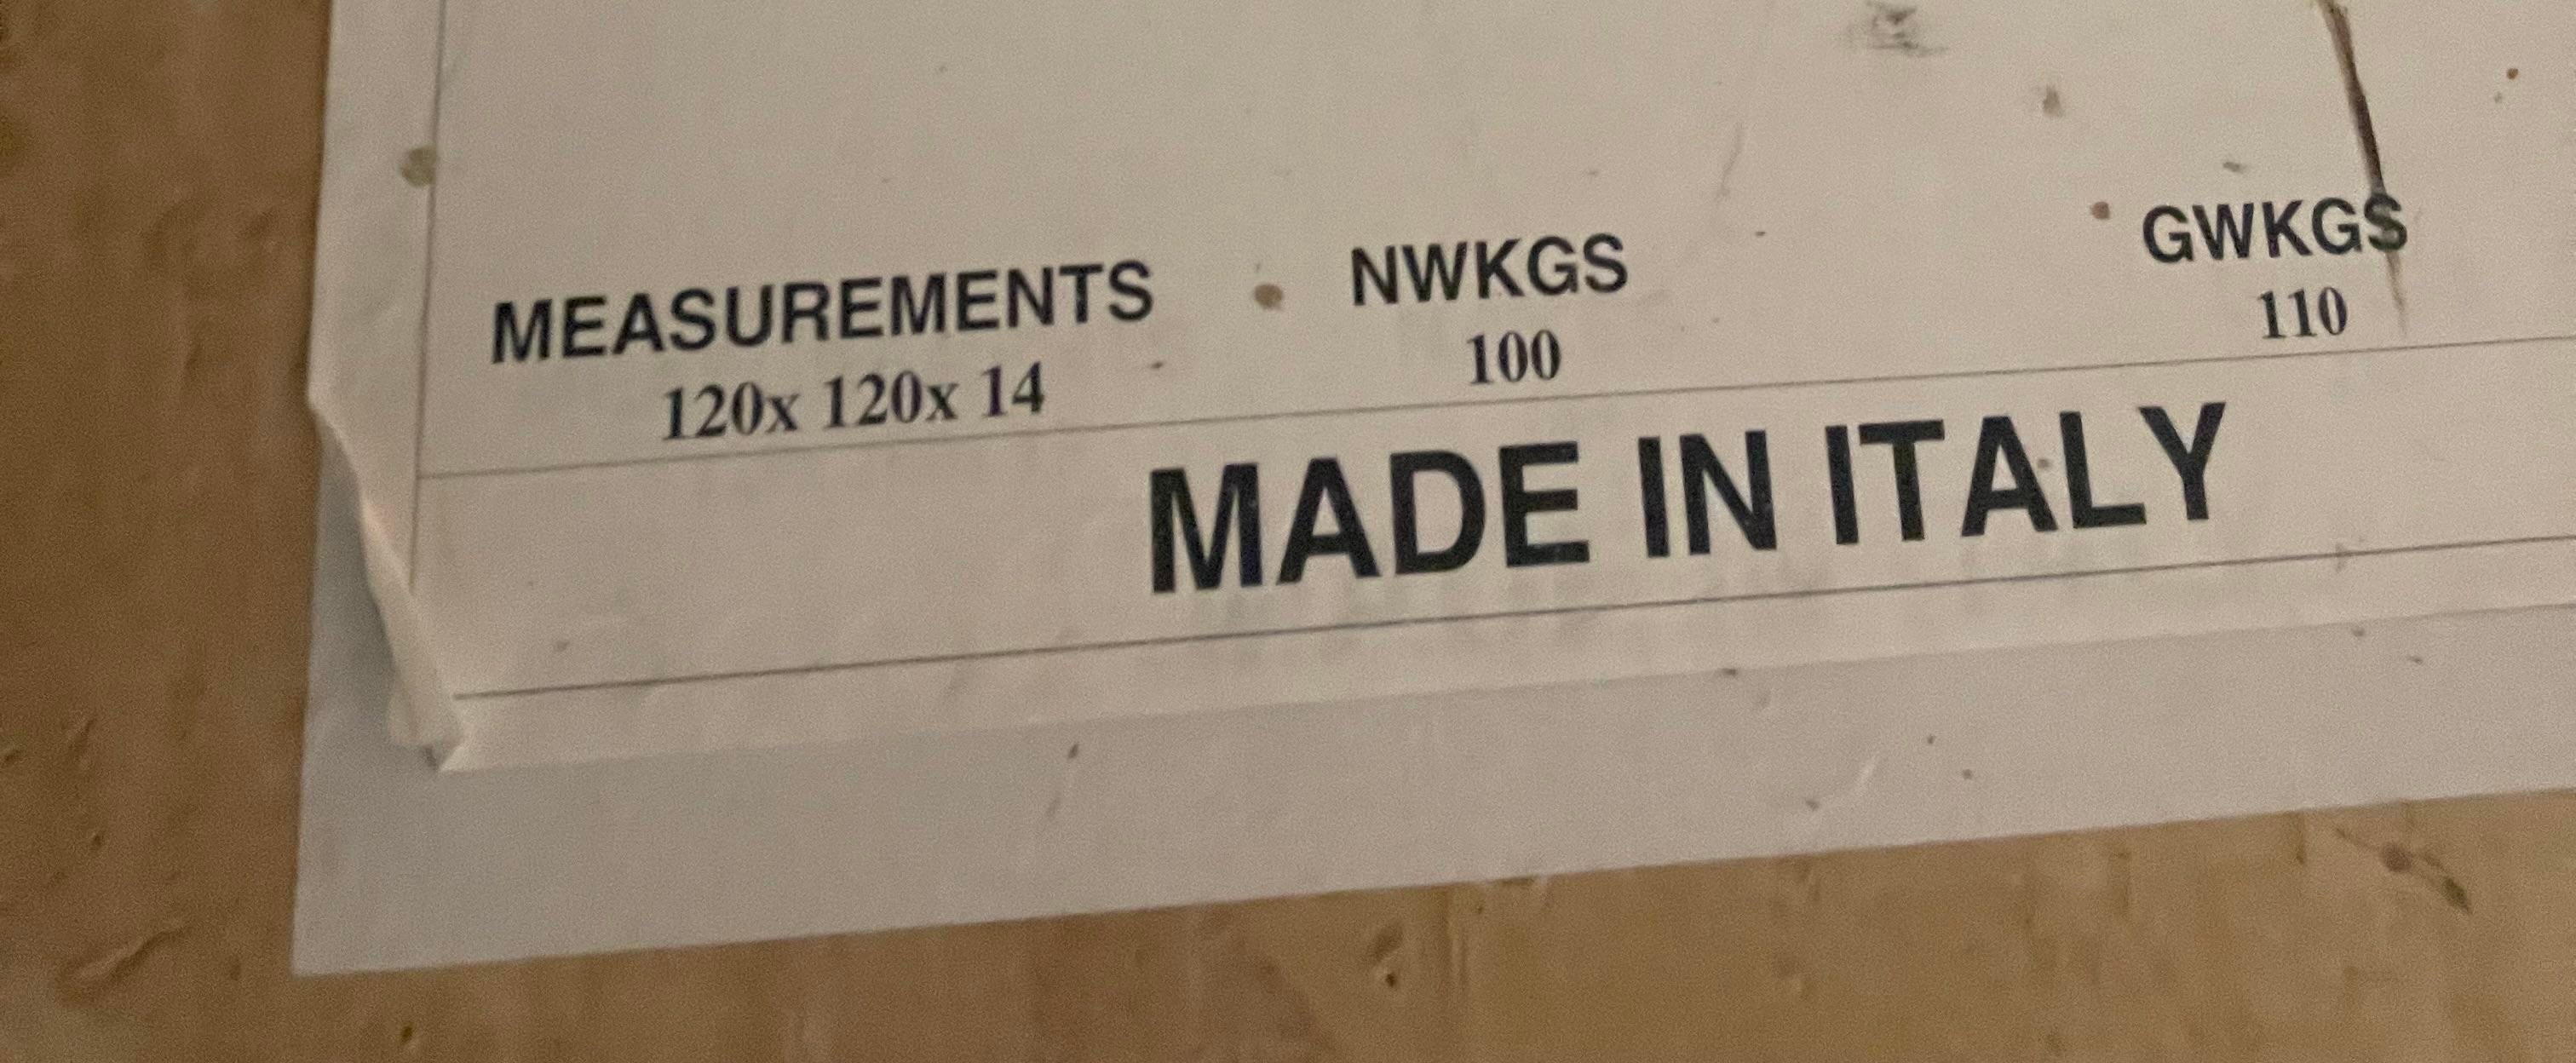 MEASUREMENTS NWKGS GWKGS
120x 120x 14 100 110
MADE IN ITALY